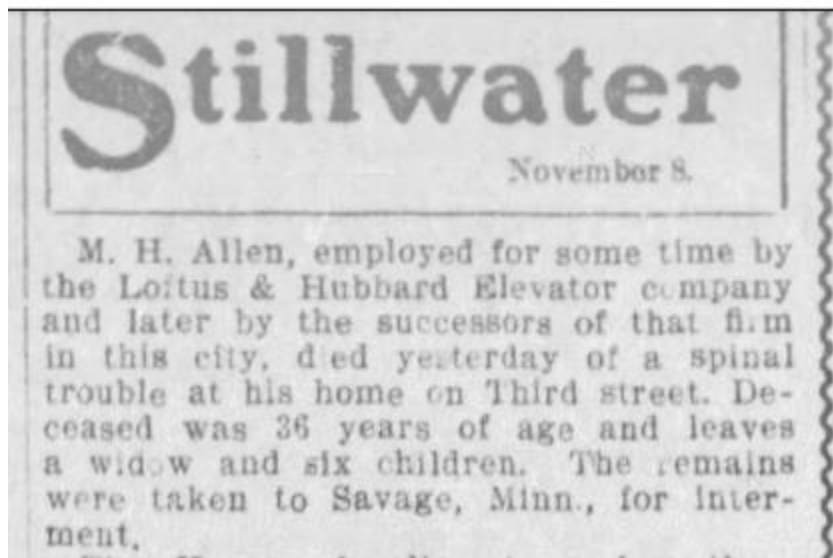 Stillwater
November 8.
M. H. Allen, employed for some time by
the Loftus & Hubbard Elevator company
and later by the successors of that firm
in this city, died yesterday of a spinal
trouble at his home on Third street. De-
ceased was 36 years of age and leaves
a widow and six children. The remains
were taken to Savage, Minn., for inter-
ment.